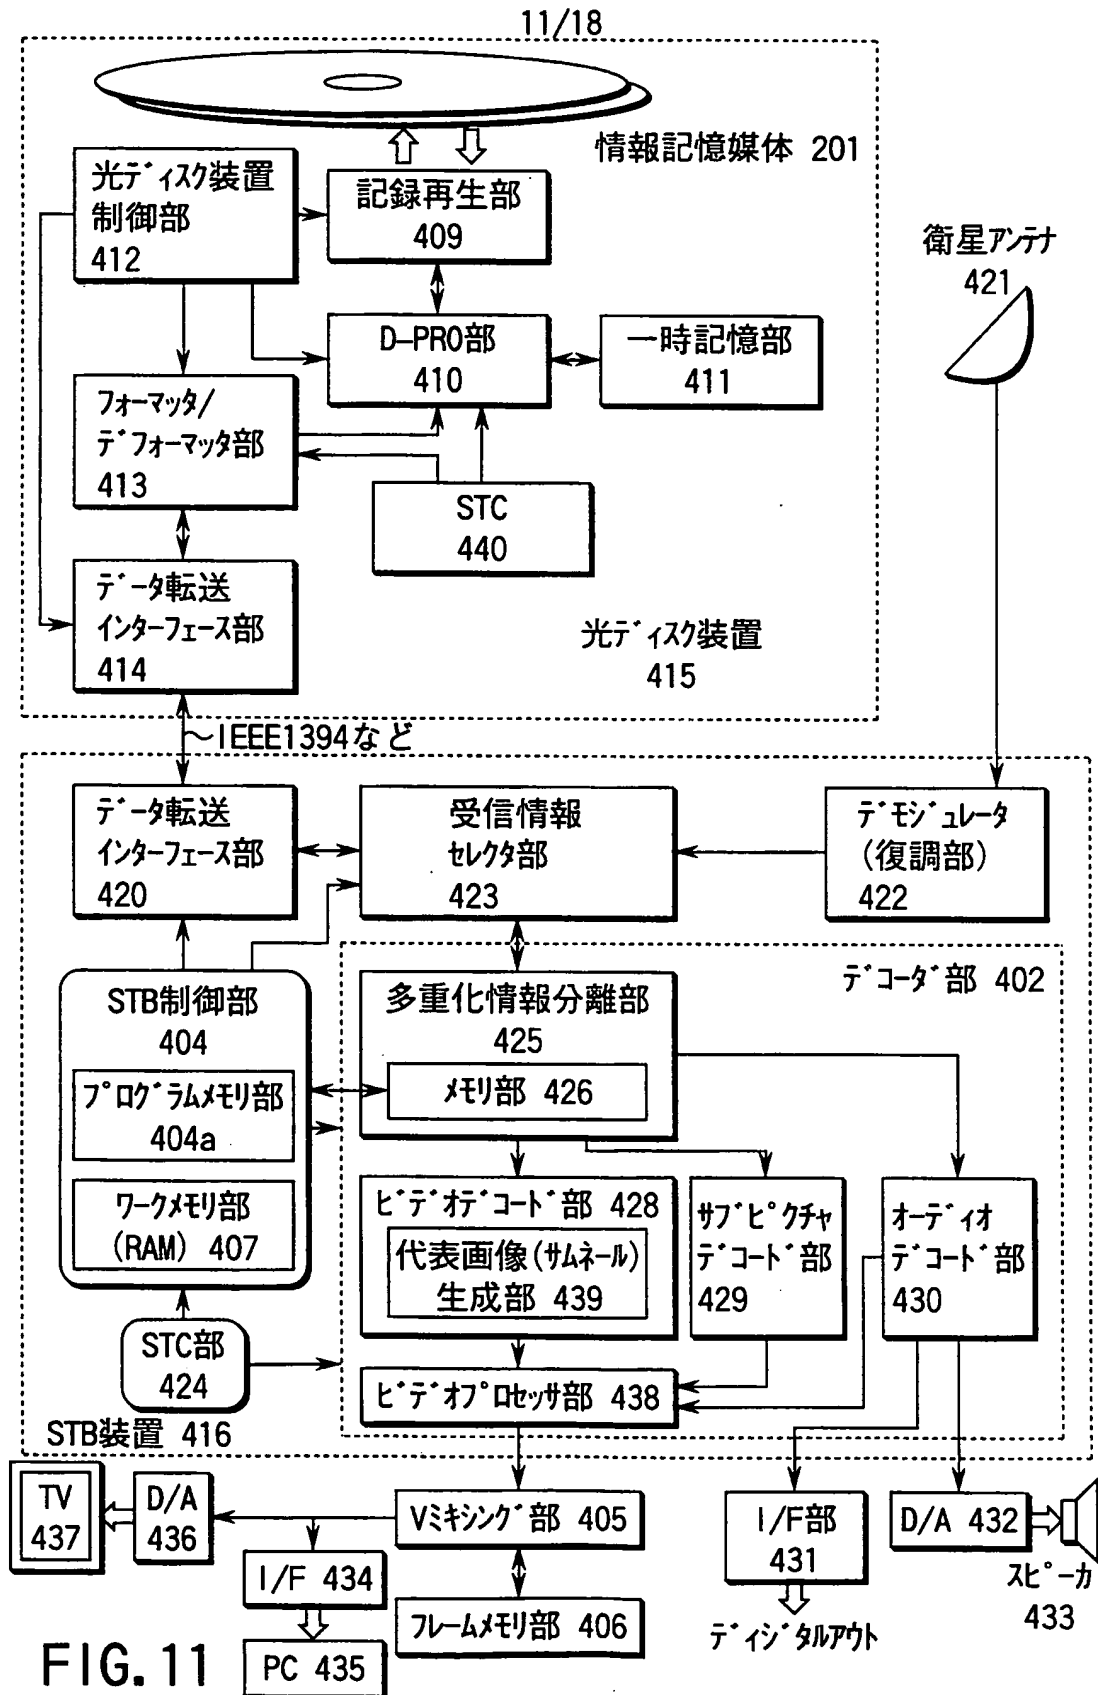 11/18
情報記憶媒体 201
光ディスク装置
制御部
412
記録再生部
409
衛星アンテナ
421
D-PRO部
410
一時記憶部
411
フォーマッタ/
デフォーマッタ部
413
STC
440
データ転送
インターフェース部
414
光ディスク装置
415
～IEEE1394など
データ転送
インターフェース部
420
受信情報
セレクタ部
423
デモジュレータ
(復調部)
422
デコーダ部 402
STB制御部
404
プログラムメモリ部
404a
ワークメモリ部
(RAM) 407
多重化情報分離部
425
メモリ部 426
ビデオデコード部 428
代表画像(サムネール)
生成部 439
サブピクチャ
デコード部
429
オーディオ
デコード部
430
STC部
424
ビデオプロセッサ部 438
STB装置 416
TV
437
D/A
436
Vミキシング部 405
I/F部
431
D/A 432
スピーカ
433
I/F 434
フレームメモリ部 406
ディジタルアウト
PC 435
FIG. 11